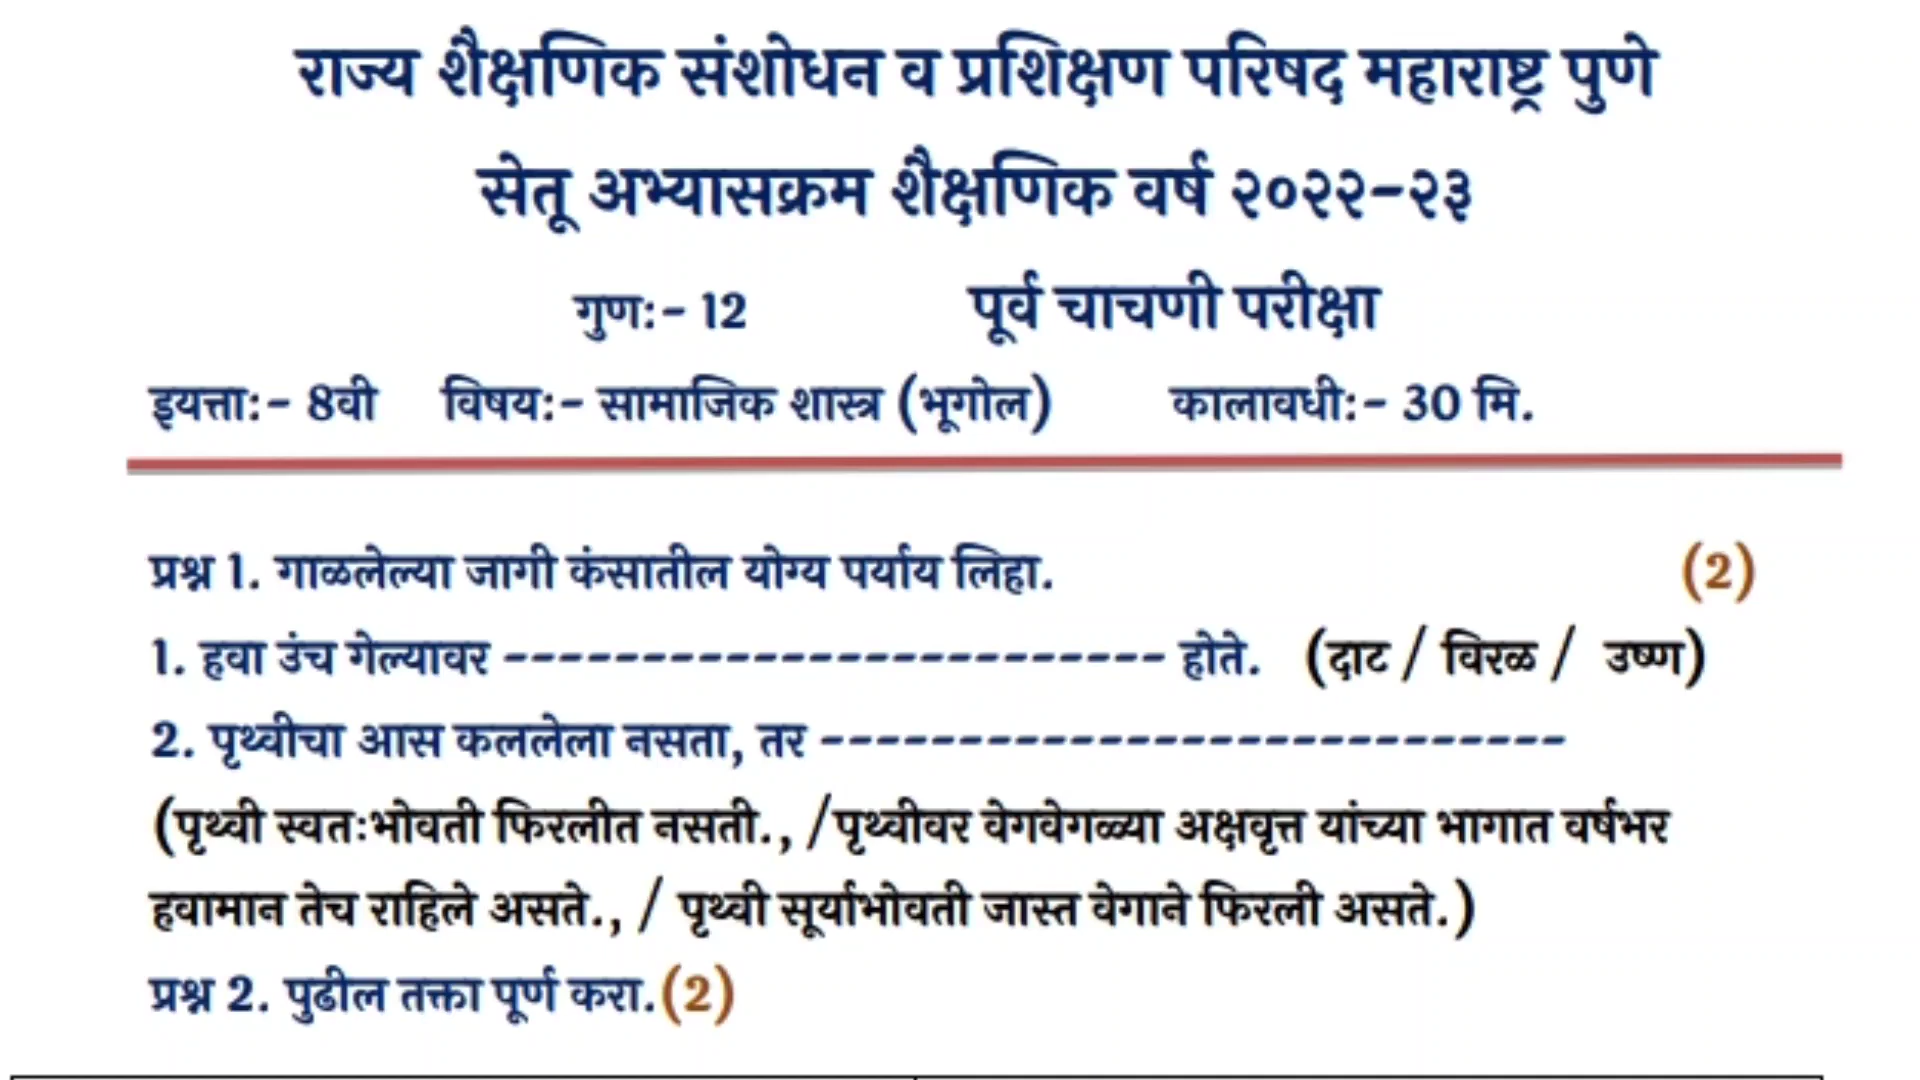 राज्य शैक्षणिक संशोधन व प्रशिक्षण परिषद महाराष्ट्र पुणे
सेतू अभ्यासक्रम शैक्षणिक वर्ष २०२२-२३
गुण:- 12 पूर्व चाचणी परीक्षा
इयत्ता:- 8वी विषय:- सामाजिक शास्त्र (भूगोल) कालावधी:- 30 मि.
प्रश्न 1. गाळलेल्या जागी कंसातील योग्य पर्याय लिहा. (2)
1. हवा उंच गेल्यावर ------------------------ होते. (दाट / विरळ / उष्ण)
2. पृथ्वीचा आस कललेला नसता, तर ---------------------------
(पृथ्वी स्वतःभोवती फिरलीत नसती., /पृथ्वीवर वेगवेगळ्या अक्षवृत्त यांच्या भागात वर्षभर
हवामान तेच राहिले असते., / पृथ्वी सूर्याभोवती जास्त वेगाने फिरली असते.)
प्रश्न 2. पुढील तक्ता पूर्ण करा.(2)